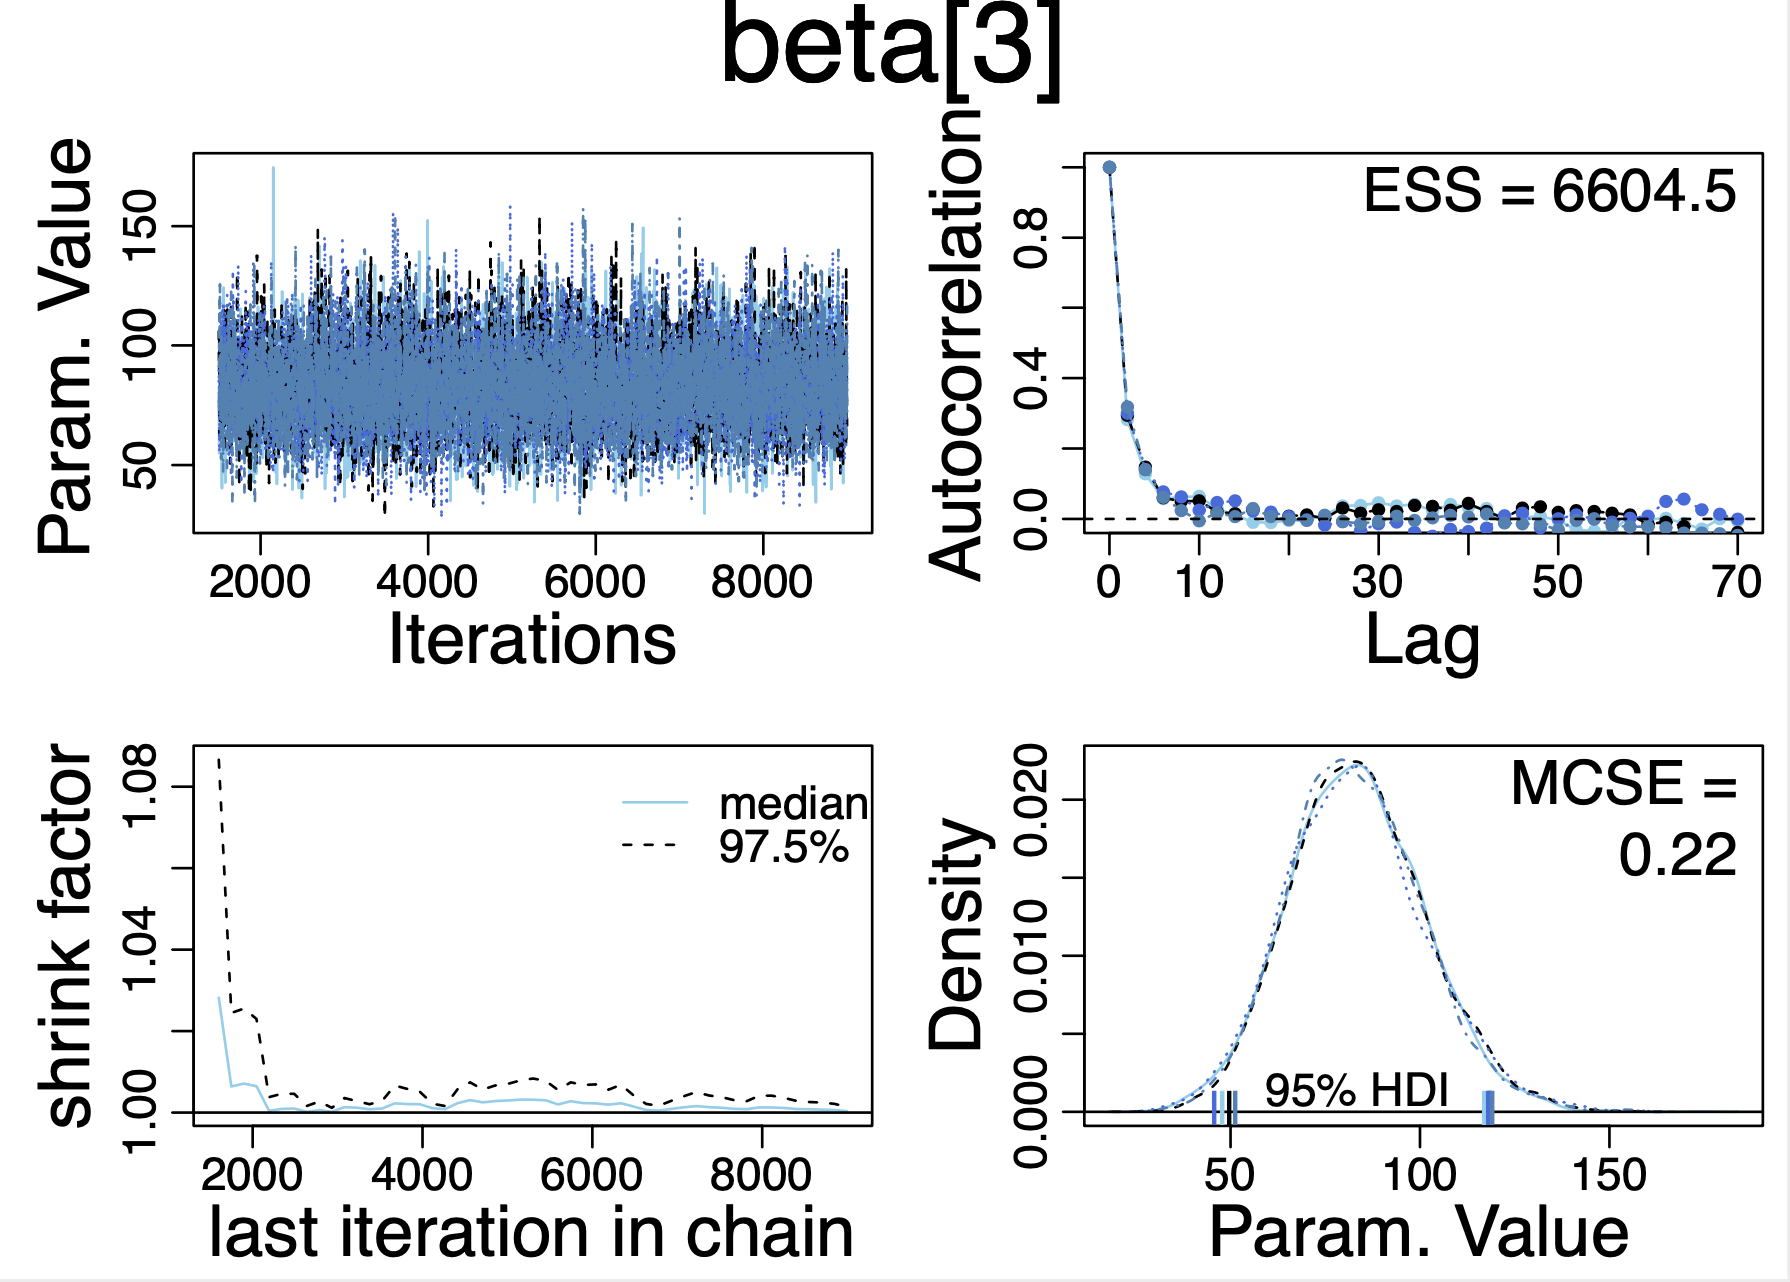 beta[3]
Param. Value
50 100 150
2000 4000 6000 8000
Iterations
Autocorrelation
0.0 0.4 0.8
ESS = 6604.5
0 10 30 50 70
Lag
shrink factor
1.00 1.04 1.08
median
97.5%
2000 4000 6000 8000
last iteration in chain
Density
0.000 0.010 0.020
MCSE =
0.22
95% HDI
50 100 150
Param. Value